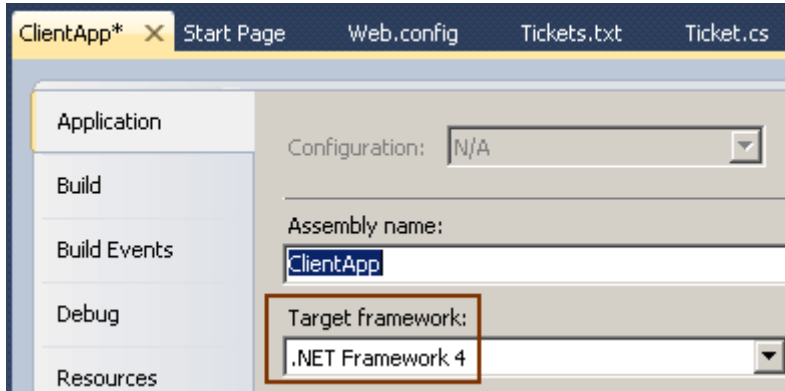 ClientApp* Start Page Web.config Tickets.txt Ticket.cs
Application
Configuration: N/A
Build
Assembly name:
Build Events
ClientApp
Debug
Target framework:
.NET Framework 4
Resources